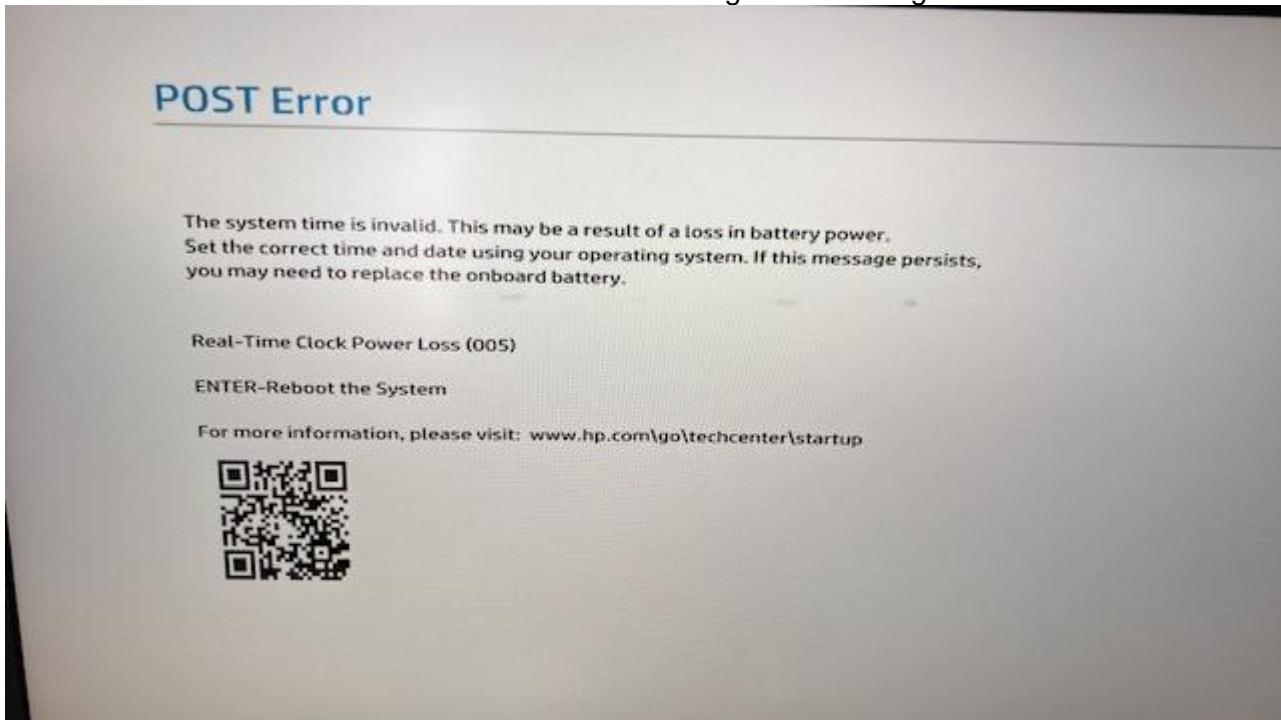 POST Error
The system time is invalid. This may be a result of a loss in battery power.
Set the correct time and date using your operating system. If this message persists,
you may need to replace the onboard battery.
Real-Time Clock Power Loss (005)
ENTER-Reboot the System
For more information, please visit: www.hp.com\go\techcenter\startup